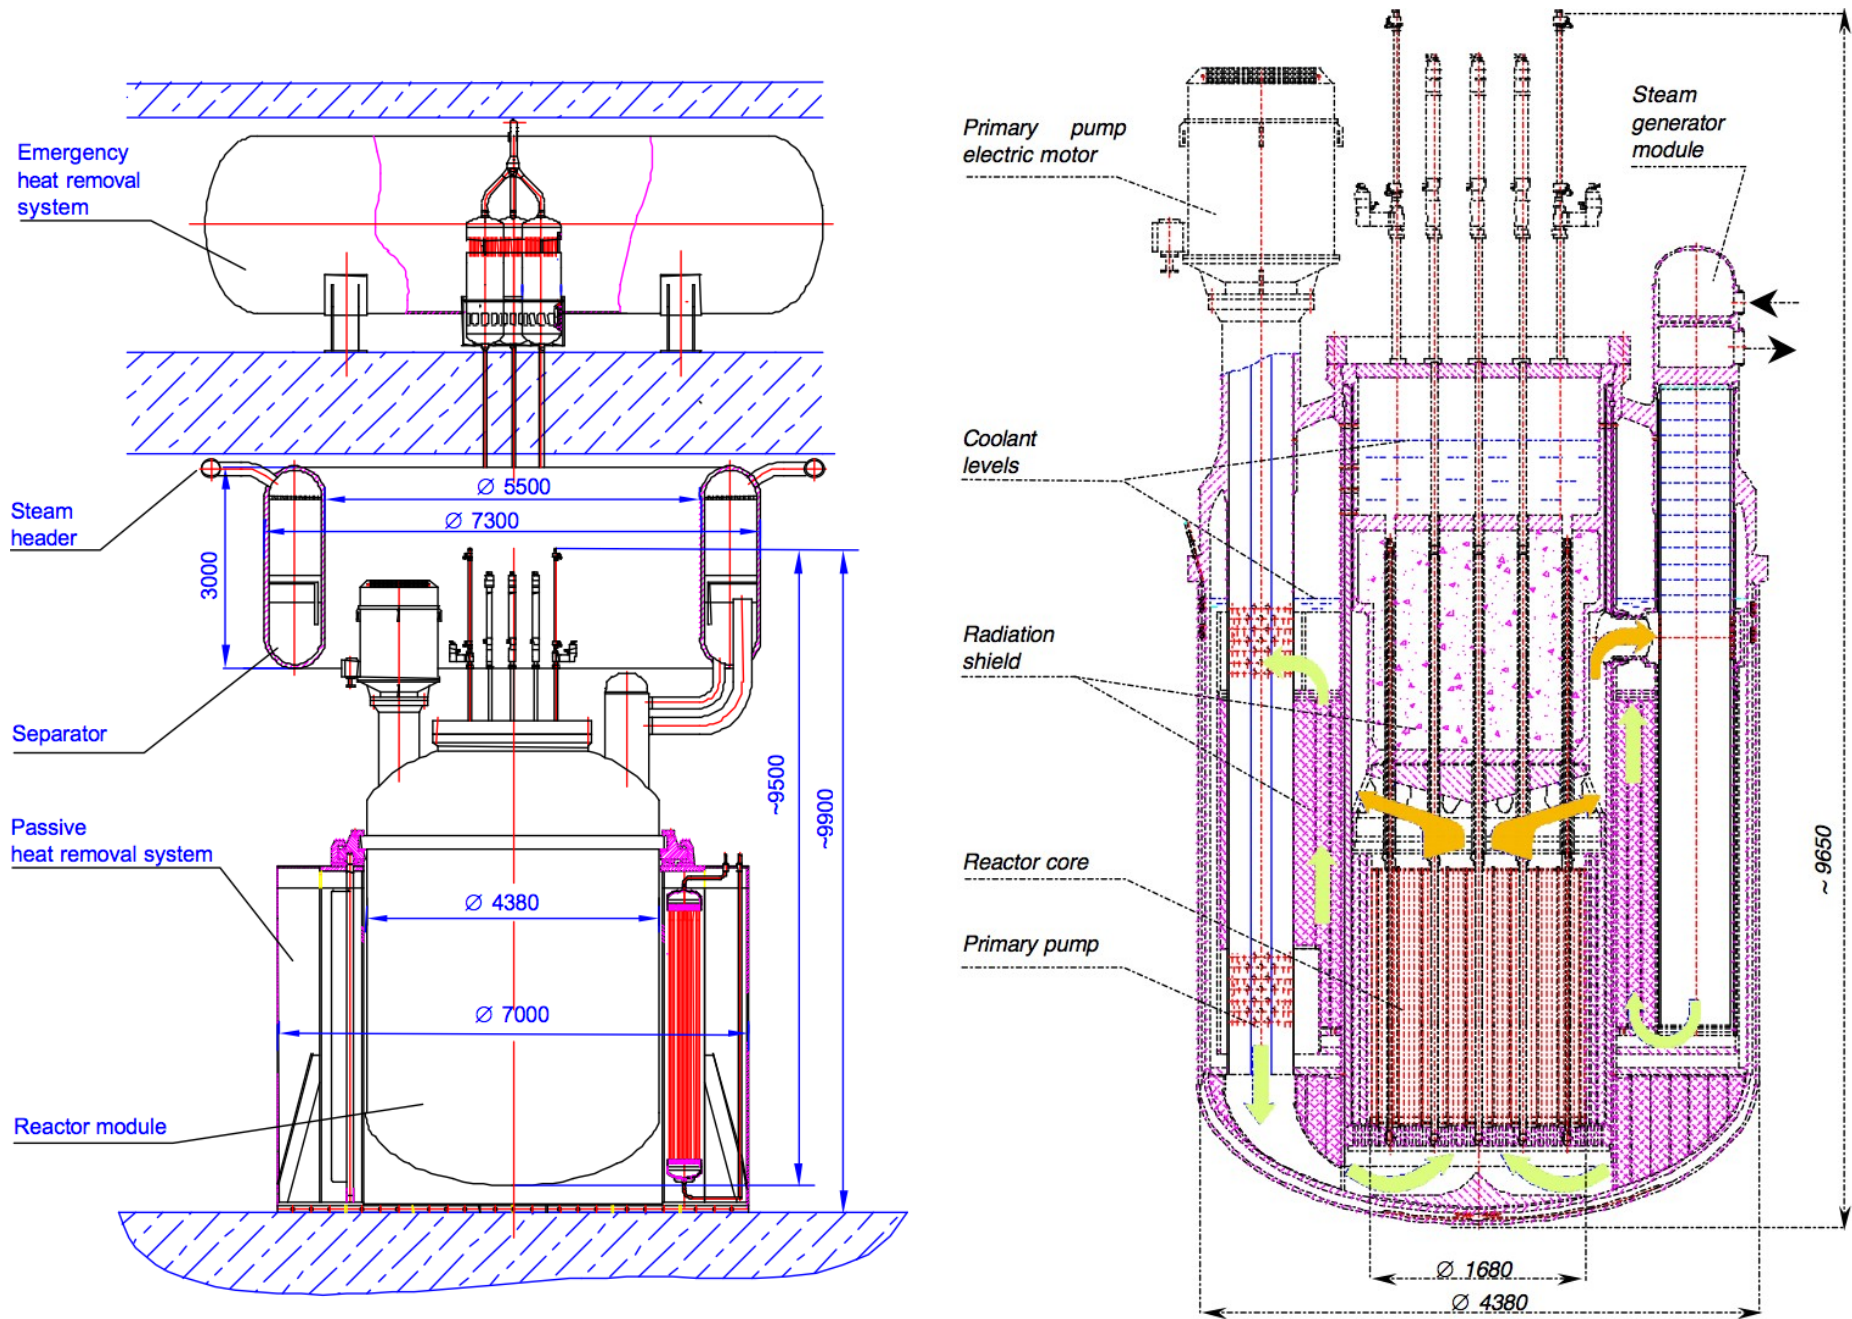 Emergency
heat removal
system
Steam
header
Separator
Passive
heat removal system
Reactor module
∅ 5500
∅ 7300
3000
~9500
~9900
∅ 4380
∅ 7000
Primary pump
electric motor
Steam
generator
module
Coolant
levels
Radiation
shield
Reactor core
Primary pump
~ 9650
∅ 1680
∅ 4380